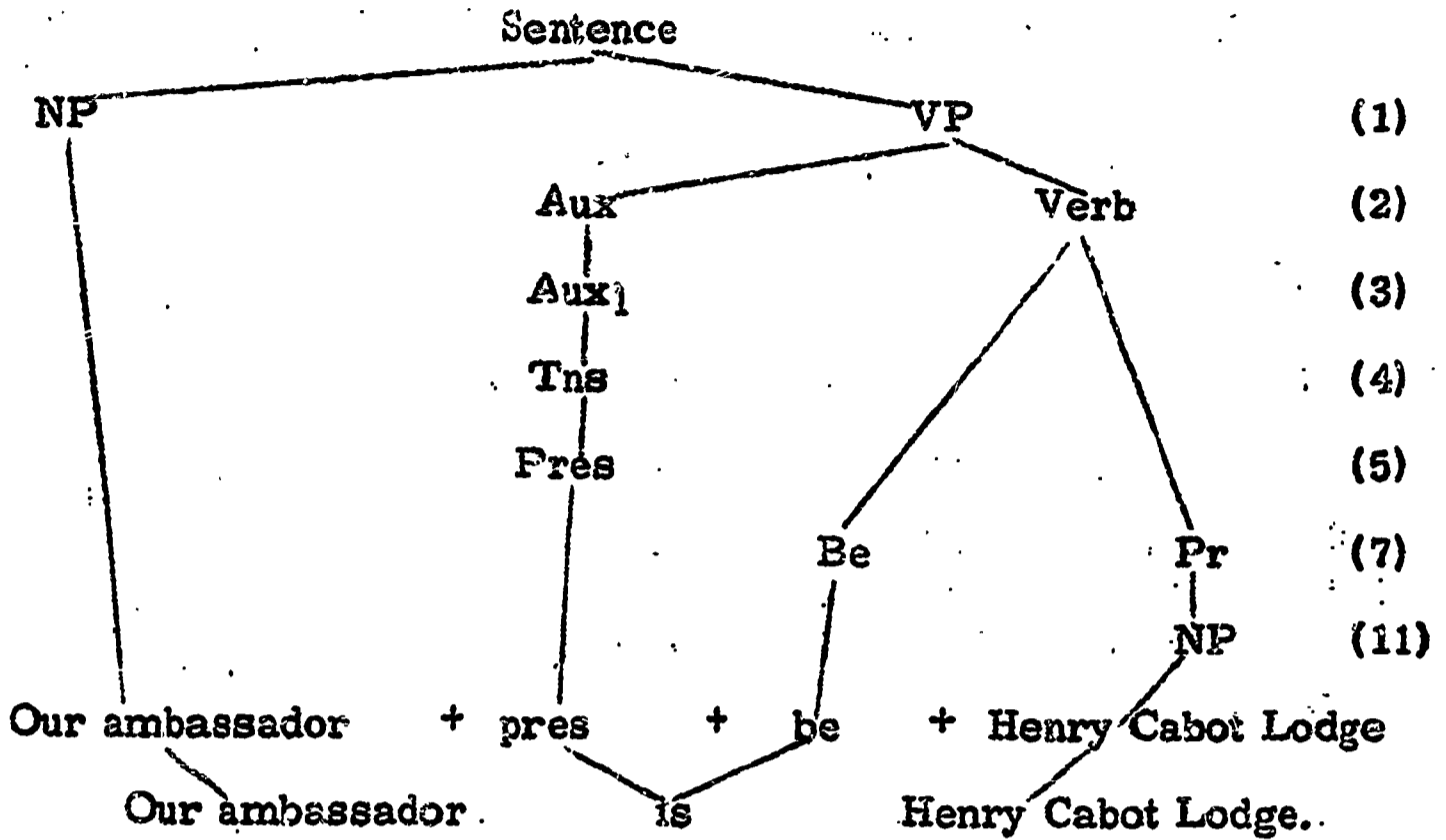 Sentence
NP VP (1)
Aux Verb (2)
Aux1 (3)
Tns (4)
Pres (5)
Be Pr (7)
NP (11)
Our ambassador + pres + be + Henry Cabot Lodge
Our ambassador is Henry Cabot Lodge.